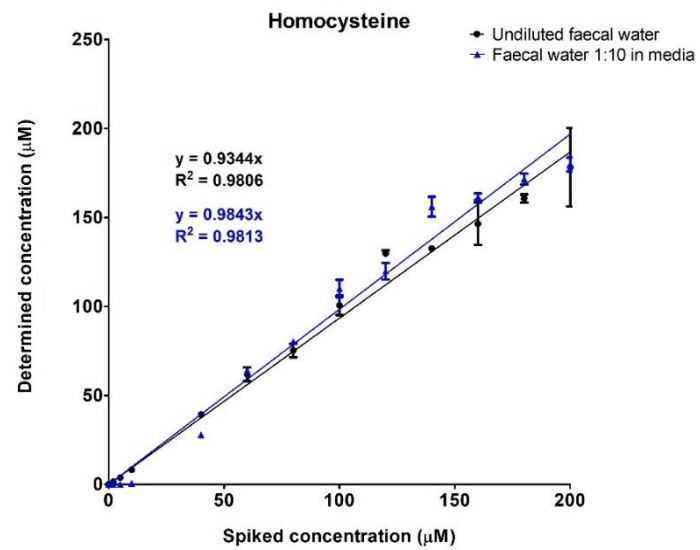 Homocysteine
Undiluted faecal water
Faecal water 1:10 in media
y = 0.9344x
R² = 0.9806
y = 0.9843x
R² = 0.9813
Determined concentration (µM)
250
200
150
100
50
0
0 50 100 150 200
Spiked concentration (µM)